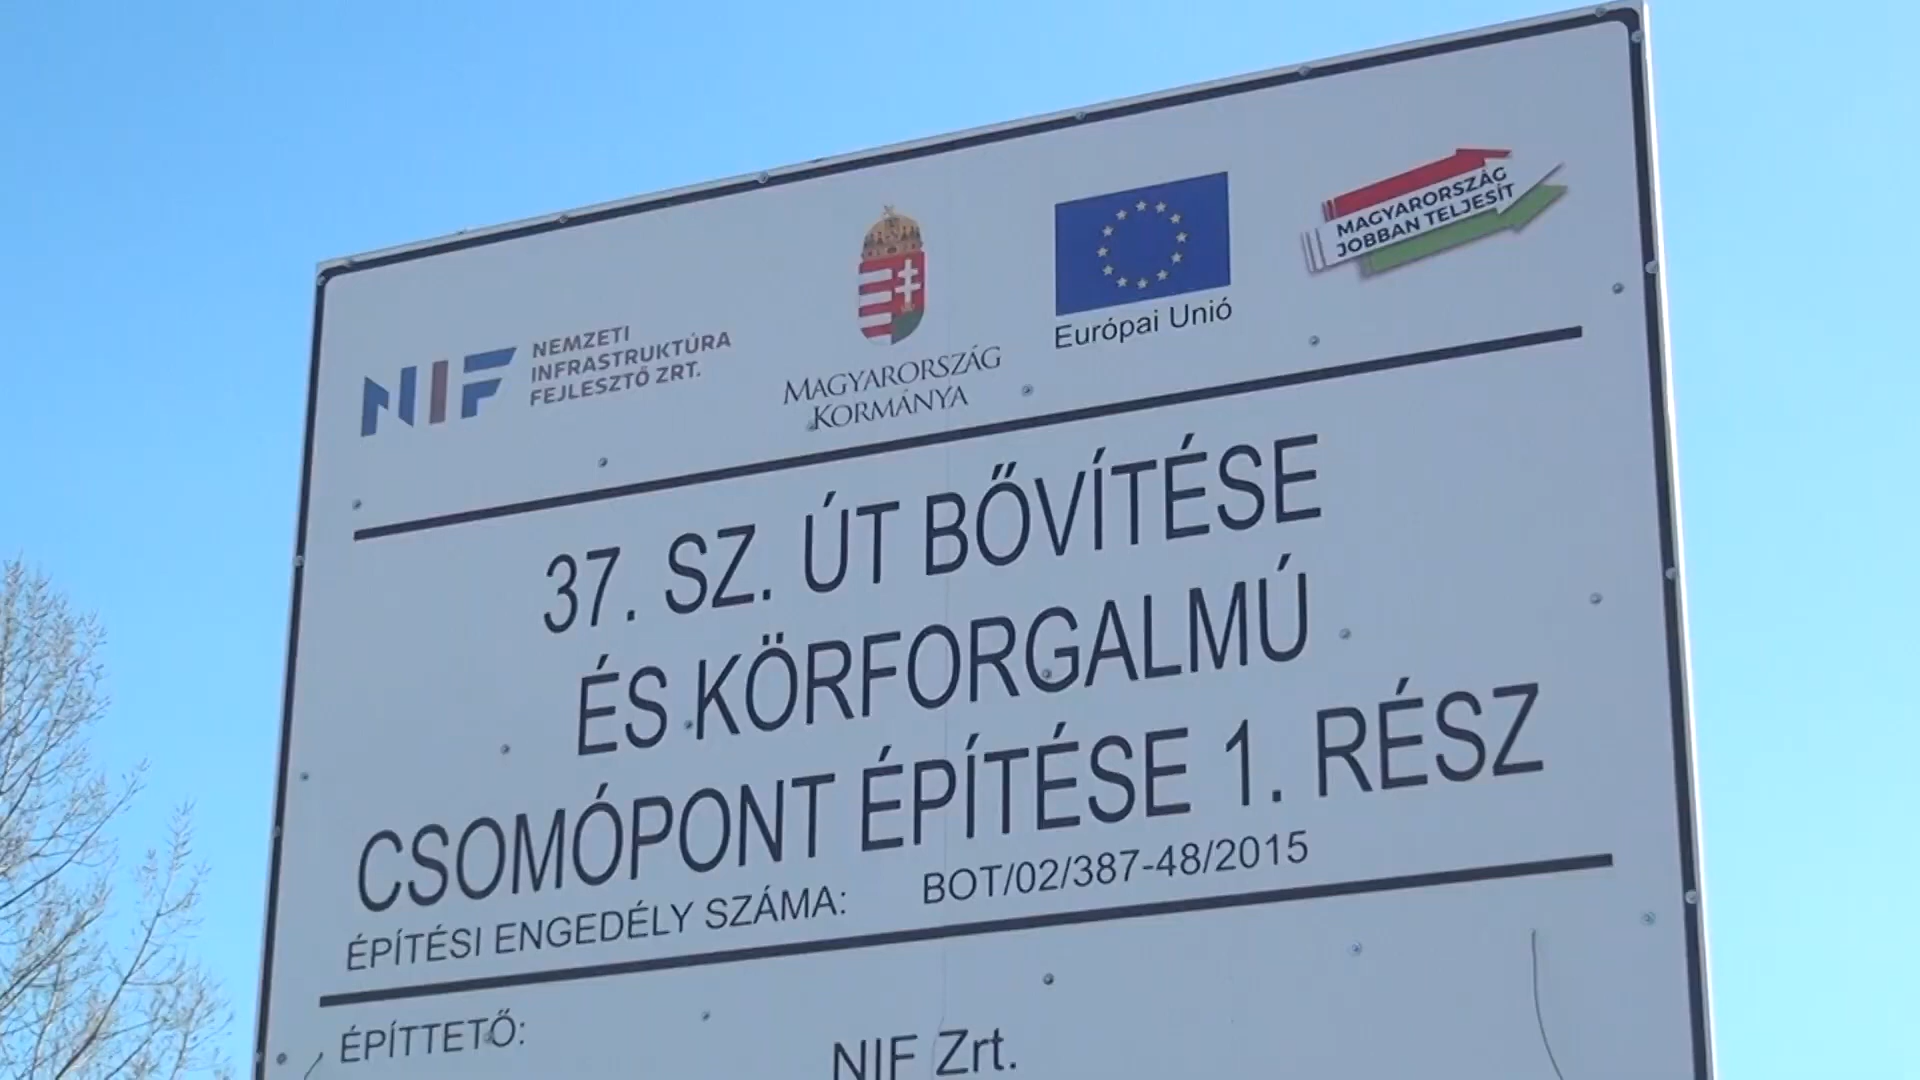 NIF
NEMZETI
INFRASTRUKTÚRA
FEJLESZTŐ ZRT.
MAGYARORSZÁG
KORMÁNYA
Európai Unió
MAGYARORSZÁG
JOBBAN TELJESÍT
37. SZ. ÚT BŐVÍTÉSE
ÉS KÖRFORGALMÚ
CSOMÓPONT ÉPÍTÉSE 1. RÉSZ
ÉPÍTÉSI ENGEDÉLY SZÁMA: BOT/02/387-48/2015
ÉPÍTTETŐ: NIF Zrt.